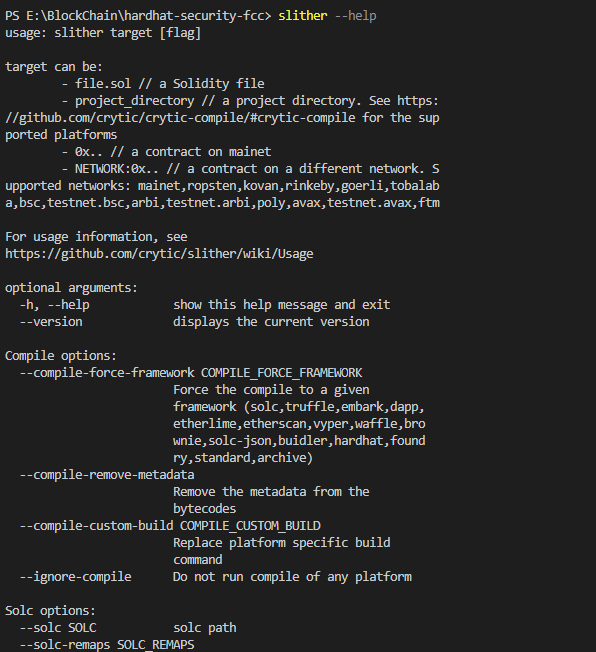 PS E:\BlockChain\hardhat-security-fcc> slither --help
usage: slither target [flag]

target can be:
        - file.sol // a Solidity file
        - project_directory // a project directory. See https:
//github.com/crytic/crytic-compile/#crytic-compile for the sup
ported platforms
        - 0x.. // a contract on mainet
        - NETWORK:0x.. // a contract on a different network. S
upported networks: mainet,ropsten,kovan,rinkeby,goerli,tobalab
a,bsc,testnet.bsc,arbi,testnet.arbi,poly,avax,testnet.avax,ftm

For usage information, see
https://github.com/crytic/slither/wiki/Usage

optional arguments:
  -h, --help            show this help message and exit
  --version             displays the current version

Compile options:
  --compile-force-framework COMPILE_FORCE_FRAMEWORK
                        Force the compile to a given
                        framework (solc,truffle,embark,dapp,
                        etherlime,etherscan,vyper,waffle,bro
                        wnie,solc-json,buidler,hardhat,found
                        ry,standard,archive)
  --compile-remove-metadata
                        Remove the metadata from the
                        bytecodes
  --compile-custom-build COMPILE_CUSTOM_BUILD
                        Replace platform specific build
                        command
  --ignore-compile      Do not run compile of any platform

Solc options:
  --solc SOLC           solc path
  --solc-remaps SOLC_REMAPS